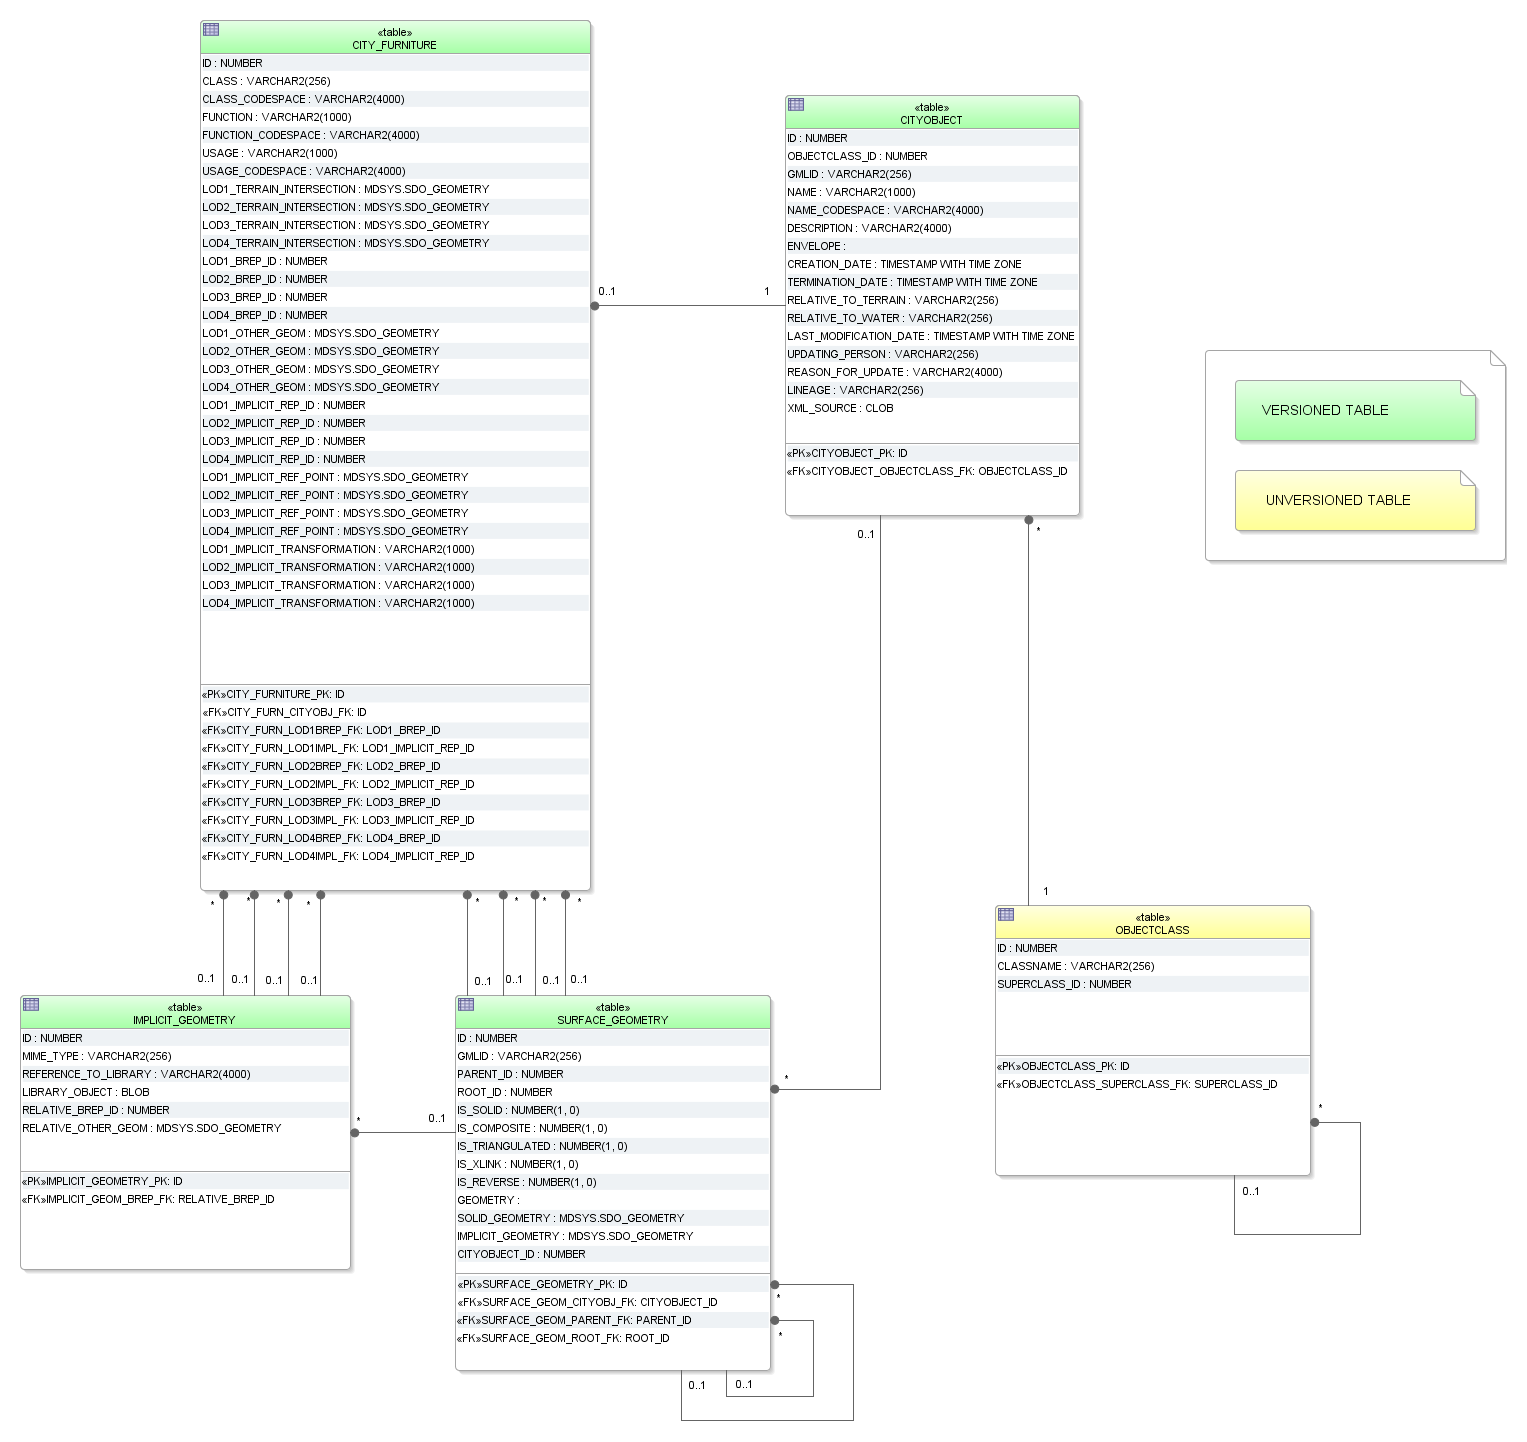 «table»
CITY_FURNITURE
ID : NUMBER
CLASS : VARCHAR2(256)
CLASS_CODESPACE : VARCHAR2(4000)
FUNCTION : VARCHAR2(1000)
FUNCTION_CODESPACE : VARCHAR2(4000)
USAGE : VARCHAR2(1000)
USAGE_CODESPACE : VARCHAR2(4000)
LOD1_TERRAIN_INTERSECTION : MDSYS.SDO_GEOMETRY
LOD2_TERRAIN_INTERSECTION : MDSYS.SDO_GEOMETRY
LOD3_TERRAIN_INTERSECTION : MDSYS.SDO_GEOMETRY
LOD4_TERRAIN_INTERSECTION : MDSYS.SDO_GEOMETRY
LOD1_BREP_ID : NUMBER
LOD2_BREP_ID : NUMBER
LOD3_BREP_ID : NUMBER
LOD4_BREP_ID : NUMBER
LOD1_OTHER_GEOM : MDSYS.SDO_GEOMETRY
LOD2_OTHER_GEOM : MDSYS.SDO_GEOMETRY
LOD3_OTHER_GEOM : MDSYS.SDO_GEOMETRY
LOD4_OTHER_GEOM : MDSYS.SDO_GEOMETRY
LOD1_IMPLICIT_REP_ID : NUMBER
LOD2_IMPLICIT_REP_ID : NUMBER
LOD3_IMPLICIT_REP_ID : NUMBER
LOD4_IMPLICIT_REP_ID : NUMBER
LOD1_IMPLICIT_REF_POINT : MDSYS.SDO_GEOMETRY
LOD2_IMPLICIT_REF_POINT : MDSYS.SDO_GEOMETRY
LOD3_IMPLICIT_REF_POINT : MDSYS.SDO_GEOMETRY
LOD4_IMPLICIT_REF_POINT : MDSYS.SDO_GEOMETRY
LOD1_IMPLICIT_TRANSFORMATION : VARCHAR2(1000)
LOD2_IMPLICIT_TRANSFORMATION : VARCHAR2(1000)
LOD3_IMPLICIT_TRANSFORMATION : VARCHAR2(1000)
LOD4_IMPLICIT_TRANSFORMATION : VARCHAR2(1000)
«PK»CITY_FURNITURE_PK: ID
«FK»CITY_FURN_CITYOBJ_FK: ID
«FK»CITY_FURN_LOD1BREP_FK: LOD1_BREP_ID
«FK»CITY_FURN_LOD1IMPL_FK: LOD1_IMPLICIT_REP_ID
«FK»CITY_FURN_LOD2BREP_FK: LOD2_BREP_ID
«FK»CITY_FURN_LOD2IMPL_FK: LOD2_IMPLICIT_REP_ID
«FK»CITY_FURN_LOD3BREP_FK: LOD3_BREP_ID
«FK»CITY_FURN_LOD3IMPL_FK: LOD3_IMPLICIT_REP_ID
«FK»CITY_FURN_LOD4BREP_FK: LOD4_BREP_ID
«FK»CITY_FURN_LOD4IMPL_FK: LOD4_IMPLICIT_REP_ID
0..1 1
«table»
CITYOBJECT
ID : NUMBER
OBJECTCLASS_ID : NUMBER
GMLID : VARCHAR2(256)
NAME : VARCHAR2(1000)
NAME_CODESPACE : VARCHAR2(4000)
DESCRIPTION : VARCHAR2(4000)
ENVELOPE :
CREATION_DATE : TIMESTAMP WITH TIME ZONE
TERMINATION_DATE : TIMESTAMP WITH TIME ZONE
RELATIVE_TO_TERRAIN : VARCHAR2(256)
RELATIVE_TO_WATER : VARCHAR2(256)
LAST_MODIFICATION_DATE : TIMESTAMP WITH TIME ZONE
UPDATING_PERSON : VARCHAR2(256)
REASON_FOR_UPDATE : VARCHAR2(4000)
LINEAGE : VARCHAR2(256)
XML_SOURCE : CLOB
«PK»CITYOBJECT_PK: ID
«FK»CITYOBJECT_OBJECTCLASS_FK: OBJECTCLASS_ID
0..1 *
VERSIONED TABLE
UNVERSIONED TABLE
* * * * * * * *
0..1 0..1 0..1 0..1 0..1 0..1 0..1 0..1
1
«table»
OBJECTCLASS
ID : NUMBER
CLASSNAME : VARCHAR2(256)
SUPERCLASS_ID : NUMBER
«PK»OBJECTCLASS_PK: ID
«FK»OBJECTCLASS_SUPERCLASS_FK: SUPERCLASS_ID
*
0..1
«table»
IMPLICIT_GEOMETRY
ID : NUMBER
MIME_TYPE : VARCHAR2(256)
REFERENCE_TO_LIBRARY : VARCHAR2(4000)
LIBRARY_OBJECT : BLOB
RELATIVE_BREP_ID : NUMBER
RELATIVE_OTHER_GEOM : MDSYS.SDO_GEOMETRY
«PK»IMPLICIT_GEOMETRY_PK: ID
«FK»IMPLICIT_GEOM_BREP_FK: RELATIVE_BREP_ID
* 0..1
«table»
SURFACE_GEOMETRY
ID : NUMBER
GMLID : VARCHAR2(256)
PARENT_ID : NUMBER
ROOT_ID : NUMBER
IS_SOLID : NUMBER(1, 0)
IS_COMPOSITE : NUMBER(1, 0)
IS_TRIANGULATED : NUMBER(1, 0)
IS_XLINK : NUMBER(1, 0)
IS_REVERSE : NUMBER(1, 0)
GEOMETRY :
SOLID_GEOMETRY : MDSYS.SDO_GEOMETRY
IMPLICIT_GEOMETRY : MDSYS.SDO_GEOMETRY
CITYOBJECT_ID : NUMBER
«PK»SURFACE_GEOMETRY_PK: ID
«FK»SURFACE_GEOM_CITYOBJ_FK: CITYOBJECT_ID
«FK»SURFACE_GEOM_PARENT_FK: PARENT_ID
«FK»SURFACE_GEOM_ROOT_FK: ROOT_ID
*
*
*
0..1 0..1